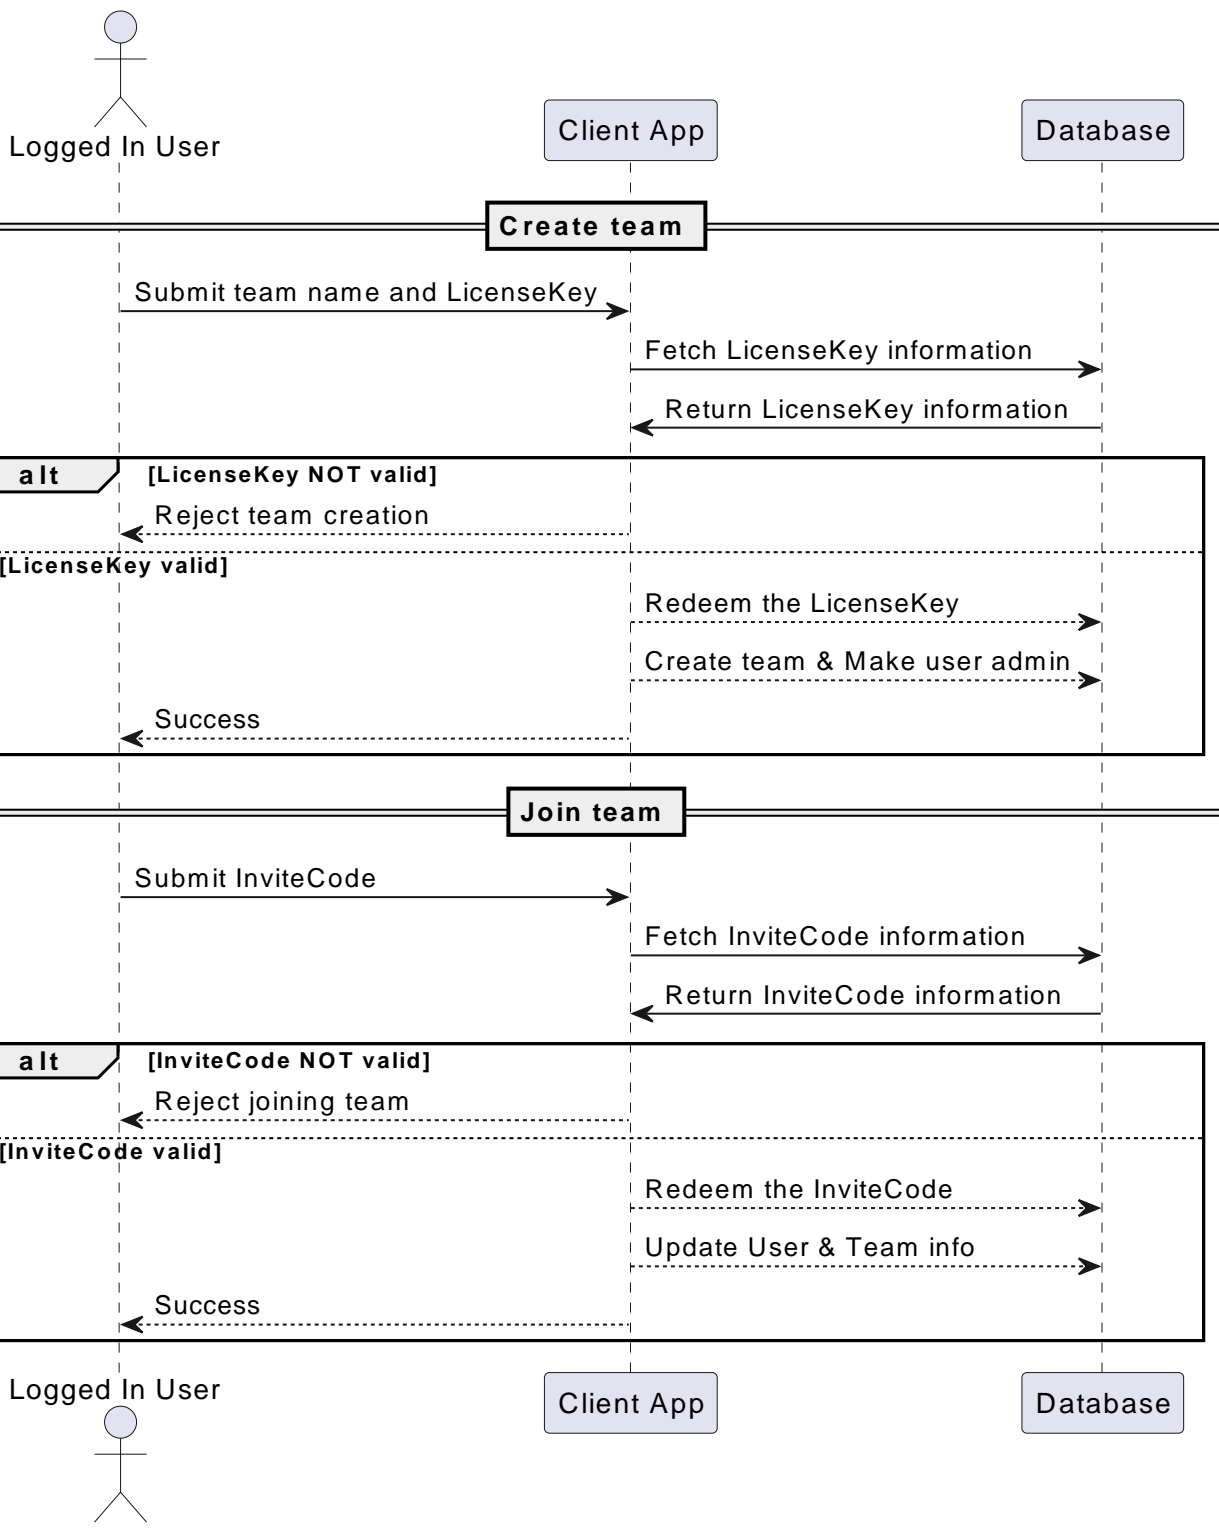 Logged In User
Client App
Database
Create team
Submit team name and LicenseKey
Fetch LicenseKey information
Return LicenseKey information
alt
[LicenseKey NOT valid]
Reject team creation
[LicenseKey valid]
Redeem the LicenseKey
Create team & Make user admin
Success
Join team
Submit InviteCode
Fetch InviteCode information
Return InviteCode information
alt
[InviteCode NOT valid]
Reject joining team
[InviteCode valid]
Redeem the InviteCode
Update User & Team info
Success
Logged In User
Client App
Database